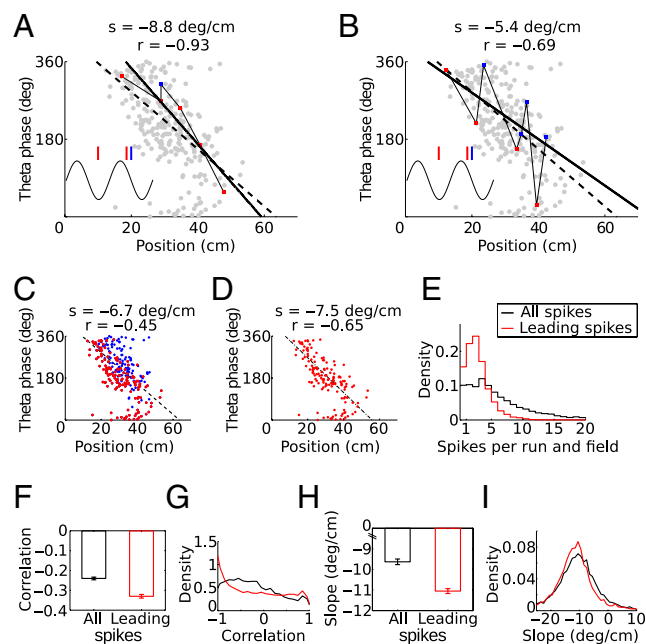 A
s = −8.8 deg/cm
r = −0.93
360
180
Theta phase (deg)
0
20
40
60
Position (cm)
B
s = −5.4 deg/cm
r = −0.69
360
180
Theta phase (deg)
0
20
40
60
Position (cm)
C
s = −6.7 deg/cm
r = −0.45
360
180
Theta phase (deg)
0 20 40 60
Position (cm)
D
s = −7.5 deg/cm
r = −0.65
360
180
Theta phase (deg)
0 20 40 60
Position (cm)
E
All spikes
Leading spikes
0.2
0.1
0
Density
1 5 10 15 20
Spikes per run and field
F
0
−0.1
−0.2
−0.3
−0.4
Correlation
All Leading
spikes
G
1.5
1.0
0.5
0
Density
−1 0 1
Correlation
H
0
−9
−10
−11
−12
Slope (deg/cm)
All Leading
spikes
I
0.08
0.04
0
Density
−20 −10 0 10
Slope (deg/cm)